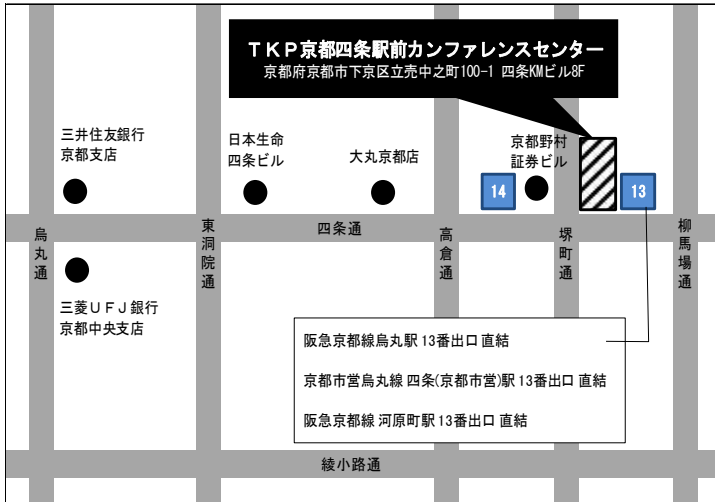 TKP京都四条駅前カンファレンスセンター
京都府京都市下京区立売中之町100-1 四条KMビル8F
三井住友銀行
京都支店
日本生命
四条ビル
大丸京都店
京都野村
証券ビル
14
13
烏丸通
東洞院通
四条通
高倉通
堺町通
柳馬場通
三菱UFJ銀行
京都中央支店
阪急京都線烏丸駅 13番出口 直結
京都市営烏丸線 四条(京都市営)駅 13番出口 直結
阪急京都線 河原町駅 13番出口 直結
綾小路通